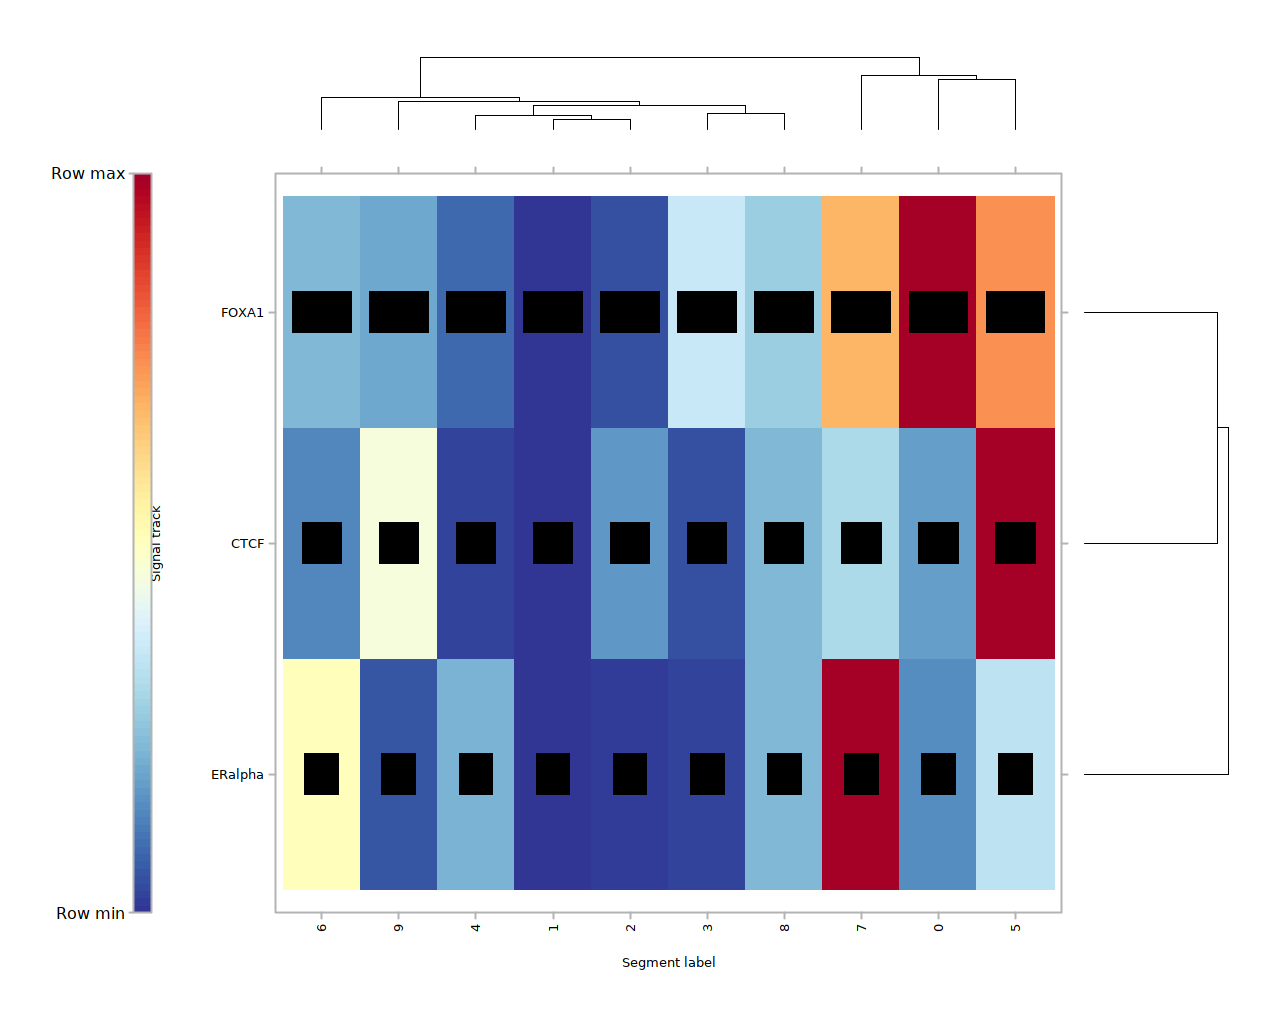 Row max
Signal track
Row min
FOXA1
CTCF
ERalpha
6 9 4 1 2 3 8 7 0 5
Segment label